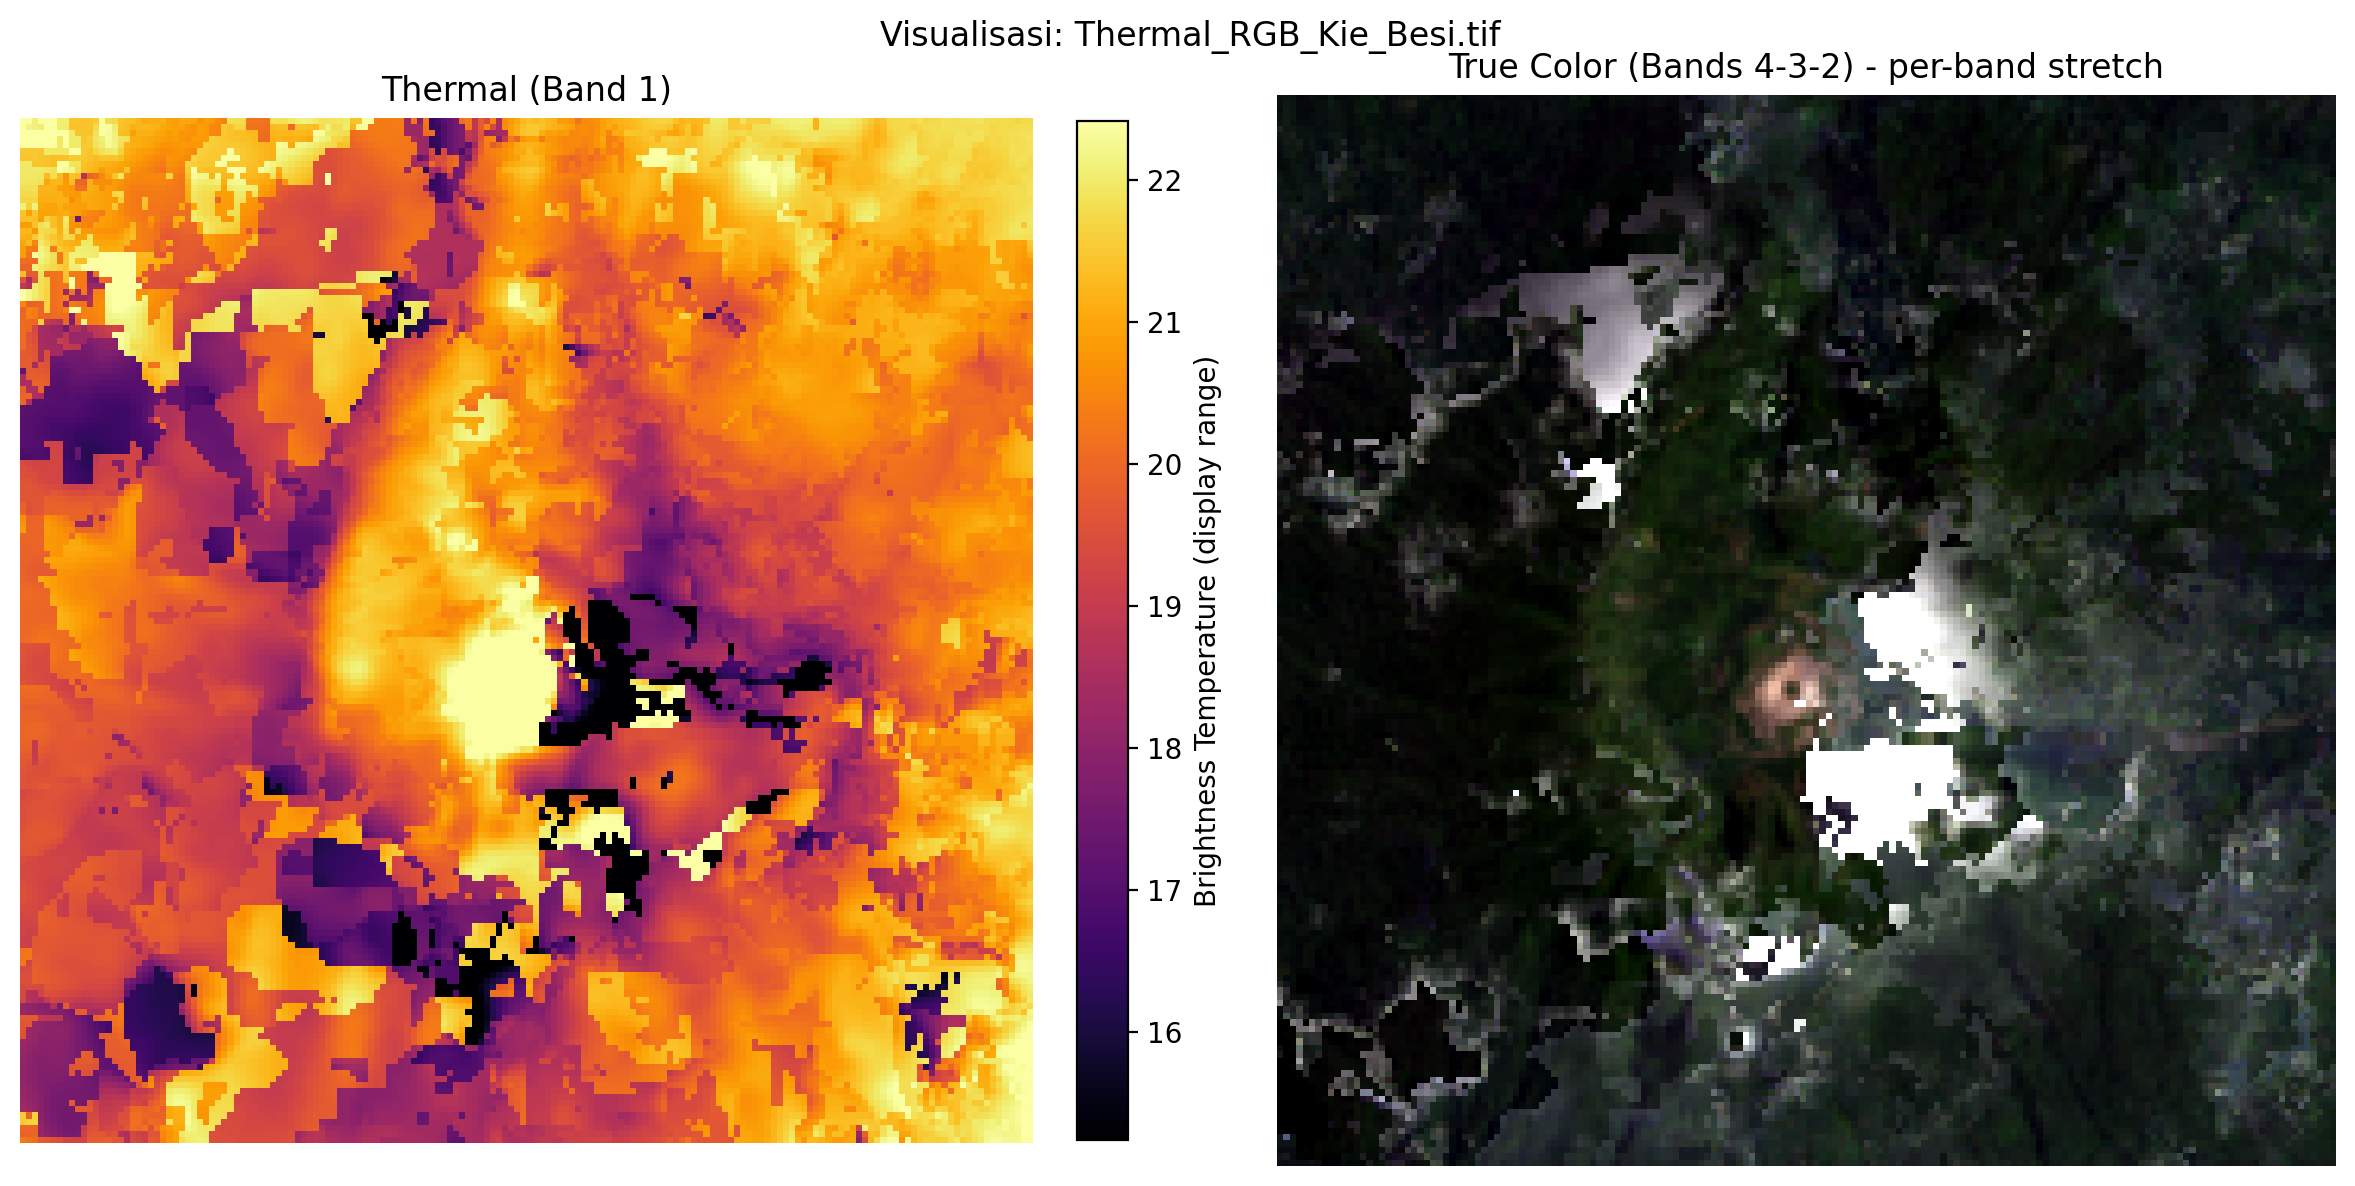 Visualisasi: Thermal_RGB_Kie_Besi.tif
Thermal (Band 1)
True Color (Bands 4-3-2) - per-band stretch
22
21
20
19
18
17
16
Brightness Temperature (display range)